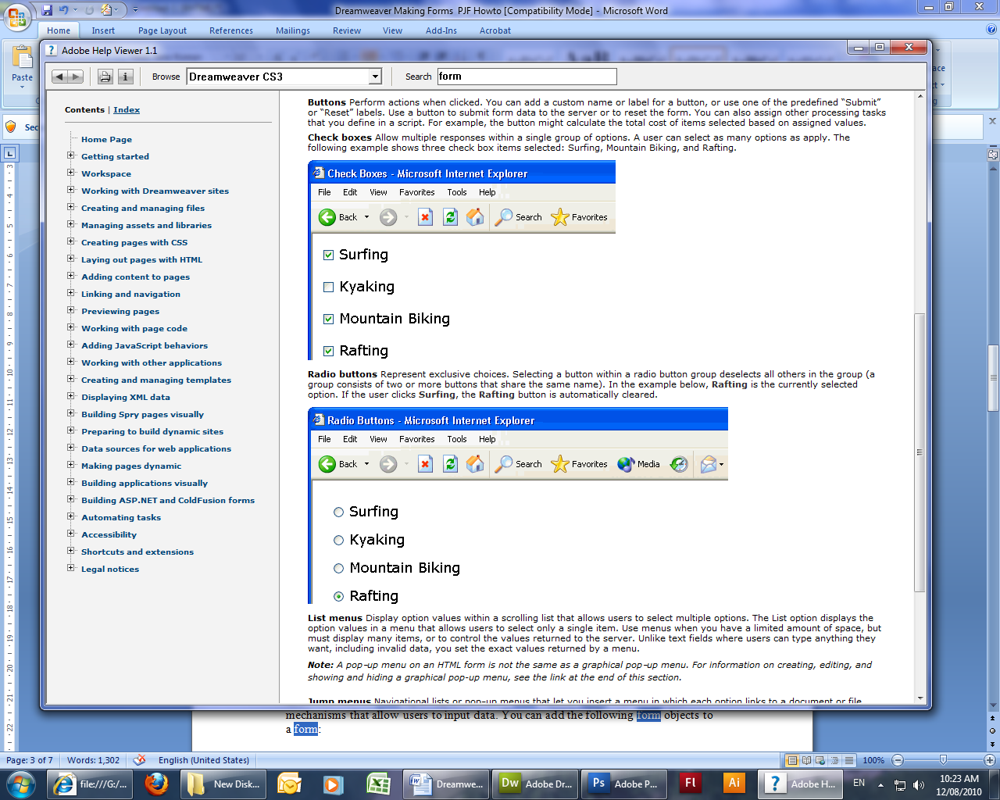 Dreamweaver Making Forms  PJF Howto [Compatibility Mode] - Microsoft Word
Home Insert Page Layout References Mailings Review View Add-Ins Acrobat
Paste
Adobe Help Viewer 1.1
Browse Dreamweaver CS3 Search form
Contents | Index
Home Page
Getting started
Workspace
Working with Dreamweaver sites
Creating and managing files
Managing assets and libraries
Creating pages with CSS
Laying out pages with HTML
Adding content to pages
Linking and navigation
Previewing pages
Working with page code
Adding JavaScript behaviors
Working with other applications
Creating and managing templates
Displaying XML data
Building Spry pages visually
Preparing to build dynamic sites
Data sources for web applications
Making pages dynamic
Building applications visually
Building ASP.NET and ColdFusion forms
Automating tasks
Accessibility
Shortcuts and extensions
Legal notices
Buttons Perform actions when clicked. You can add a custom name or label for a button, or use one of the predefined “Submit”
or “Reset” labels. Use a button to submit form data to the server or to reset the form. You can also assign other processing tasks
that you define in a script. For example, the button might calculate the total cost of items selected based on assigned values.
Check boxes Allow multiple responses within a single group of options. A user can select as many options as apply. The
following example shows three check box items selected: Surfing, Mountain Biking, and Rafting.
Check Boxes - Microsoft Internet Explorer
File Edit View Favorites Tools Help
Back Search Favorites
Surfing
Kyaking
Mountain Biking
Rafting
Radio buttons Represent exclusive choices. Selecting a button within a radio button group deselects all others in the group (a
group consists of two or more buttons that share the same name). In the example below, Rafting is the currently selected
option. If the user clicks Surfing, the Rafting button is automatically cleared.
Radio Buttons - Microsoft Internet Explorer
File Edit View Favorites Tools Help
Back Search Favorites Media
Surfing
Kyaking
Mountain Biking
Rafting
List menus Display option values within a scrolling list that allows users to select multiple options. The List option displays the
option values in a menu that allows users to select only a single item. Use menus when you have a limited amount of space, but
must display many items, or to control the values returned to the server. Unlike text fields where users can type anything they
want, including invalid data, you set the exact values returned by a menu.
Note: A pop-up menu on an HTML form is not the same as a graphical pop-up menu. For information on creating, editing, and
showing and hiding a graphical pop-up menu, see the link at the end of this section.
Jump menus Navigational lists or pop-up menus that let you insert a menu in which each option links to a document or file.
Sec
mechanisms that allow users to input data. You can add the following form objects to
a form:
Page: 3 of 7 Words: 1,302 English (United States) 100%
file:///G:/... New Disk... Dreamwe... Dw Adobe Dr... Ps Adobe P... Fl Ai ? Adobe H... EN 10:23 AM
12/08/2010